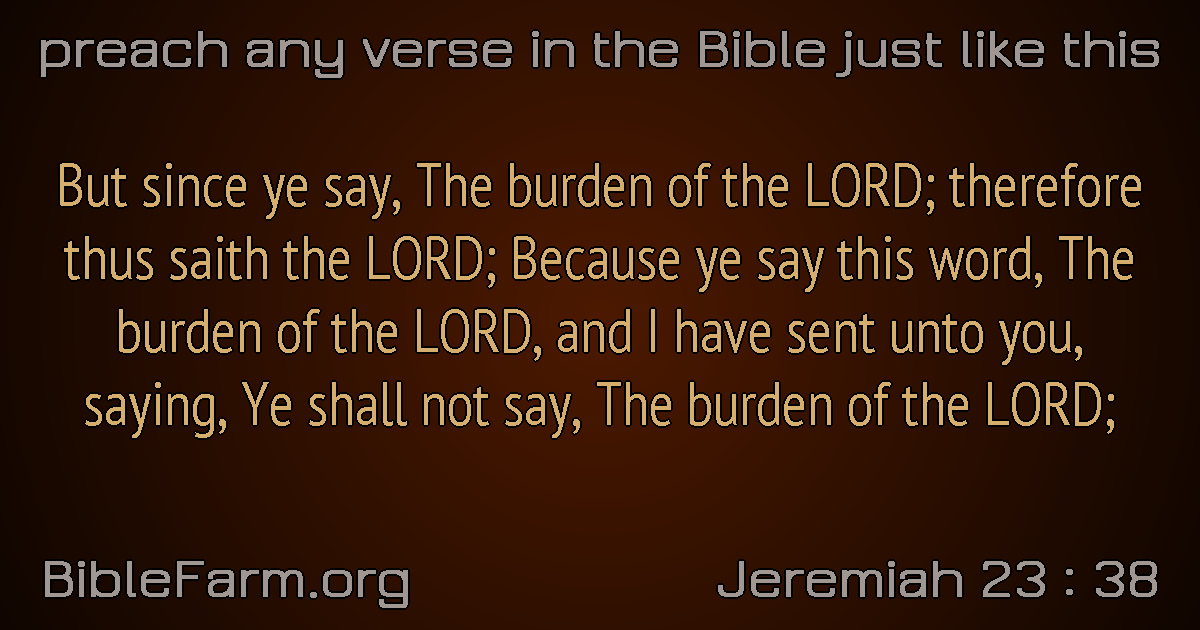 preach any verse in the Bible just like this
But since ye say, The burden of the LORD; therefore
thus saith the LORD; Because ye say this word, The
burden of the LORD, and I have sent unto you,
saying, Ye shall not say, The burden of the LORD;
BibleFarm.org
Jeremiah 23 : 38